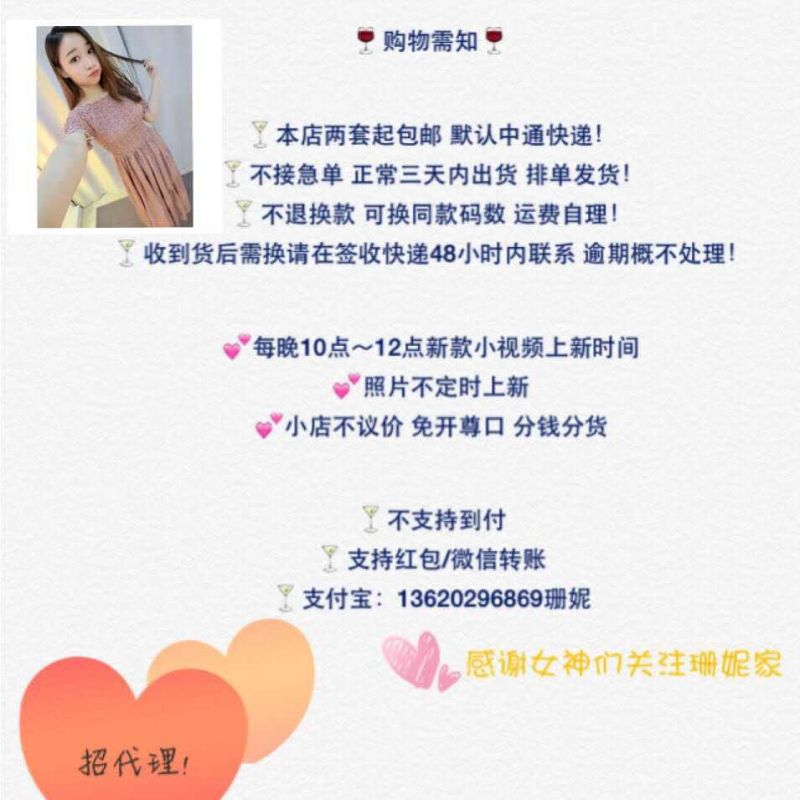 购物需知
本店两套起包邮 默认中通快递!
不接急单 正常三天内出货 排单发货!
不退换款 可换同款码数 运费自理!
收到货后需换请在签收快递48小时内联系 逾期概不处理!
每晚10点～12点新款小视频上新时间
照片不定时上新
小店不议价 免开尊口 分钱分货
不支持到付
支持红包/微信转账
支付宝：13620296869珊妮
感谢女神们关注珊妮家
招代理!